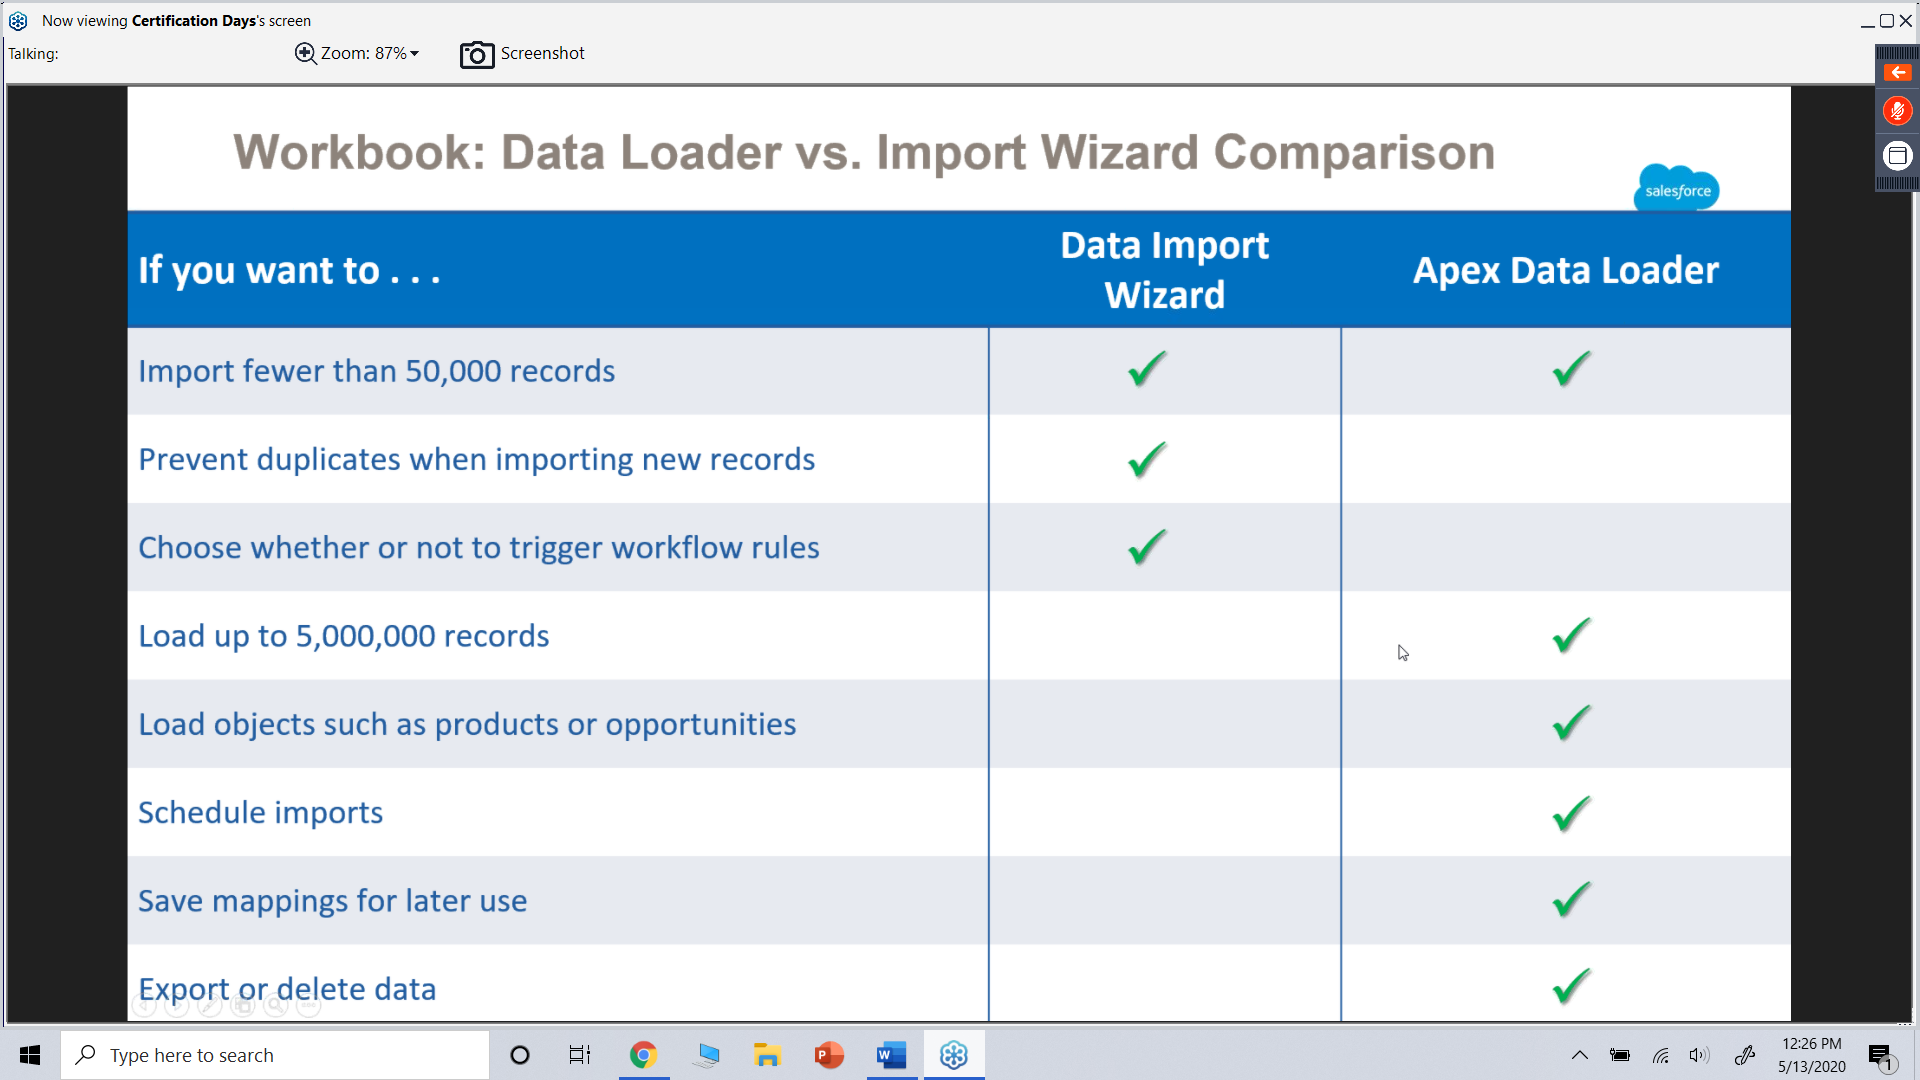 Now viewing Certification Days's screen
Talking:
Zoom: 87%
Screenshot
Workbook: Data Loader vs. Import Wizard Comparison
salesforce
If you want to . . .
Data Import
Wizard
Apex Data Loader
Import fewer than 50,000 records
Prevent duplicates when importing new records
Choose whether or not to trigger workflow rules
Load up to 5,000,000 records
Load objects such as products or opportunities
Schedule imports
Save mappings for later use
Export or delete data
Type here to search
12:26 PM
5/13/2020
1